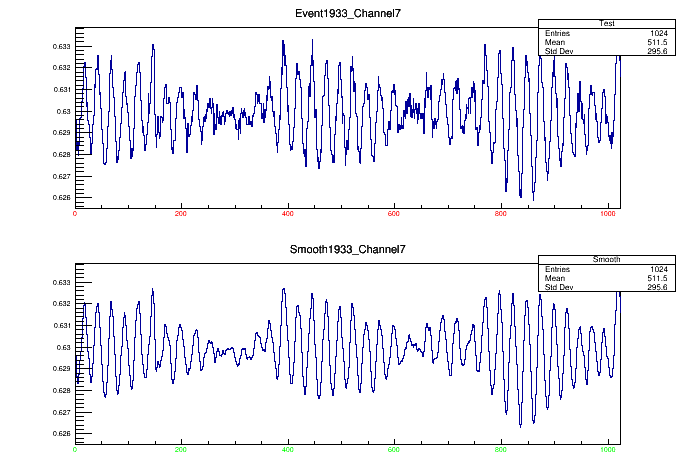 Event1933_Channel7
Test
Entries 1024
Mean 511.5
Std Dev 295.6
0.633
0.632
0.631
0.63
0.629
0.628
0.627
0.626
0 200 400 600 800 1000
Smooth1933_Channel7
Smooth
Entries 1024
Mean 511.5
Std Dev 295.6
0.633
0.632
0.631
0.63
0.629
0.628
0.627
0.626
0 200 400 600 800 1000